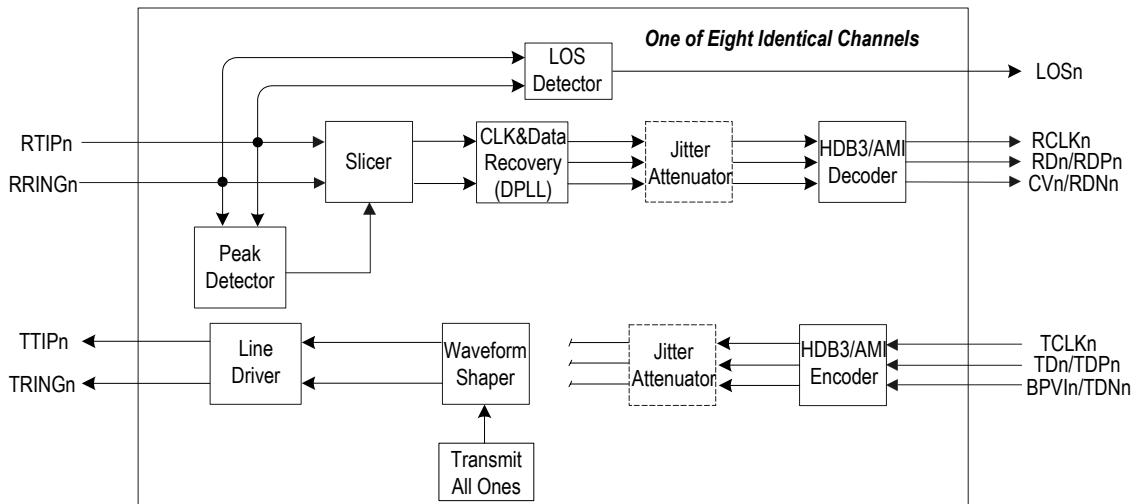 One of Eight Identical Channels
LOS
Detector
LOSn
RTIPn
RRINGn
Slicer
CLK&Data
Recovery
(DPLL)
Jitter
Attenuator
HDB3/AMI
Decoder
RCLKn
RDn/RDPn
CVn/RDNn
Peak
Detector
TTIPn
TRINGn
Line
Driver
Waveform
Shaper
Jitter
Attenuator
HDB3/AMI
Encoder
TCLKn
TDn/TDPn
BPVIn/TDNn
Transmit
All Ones